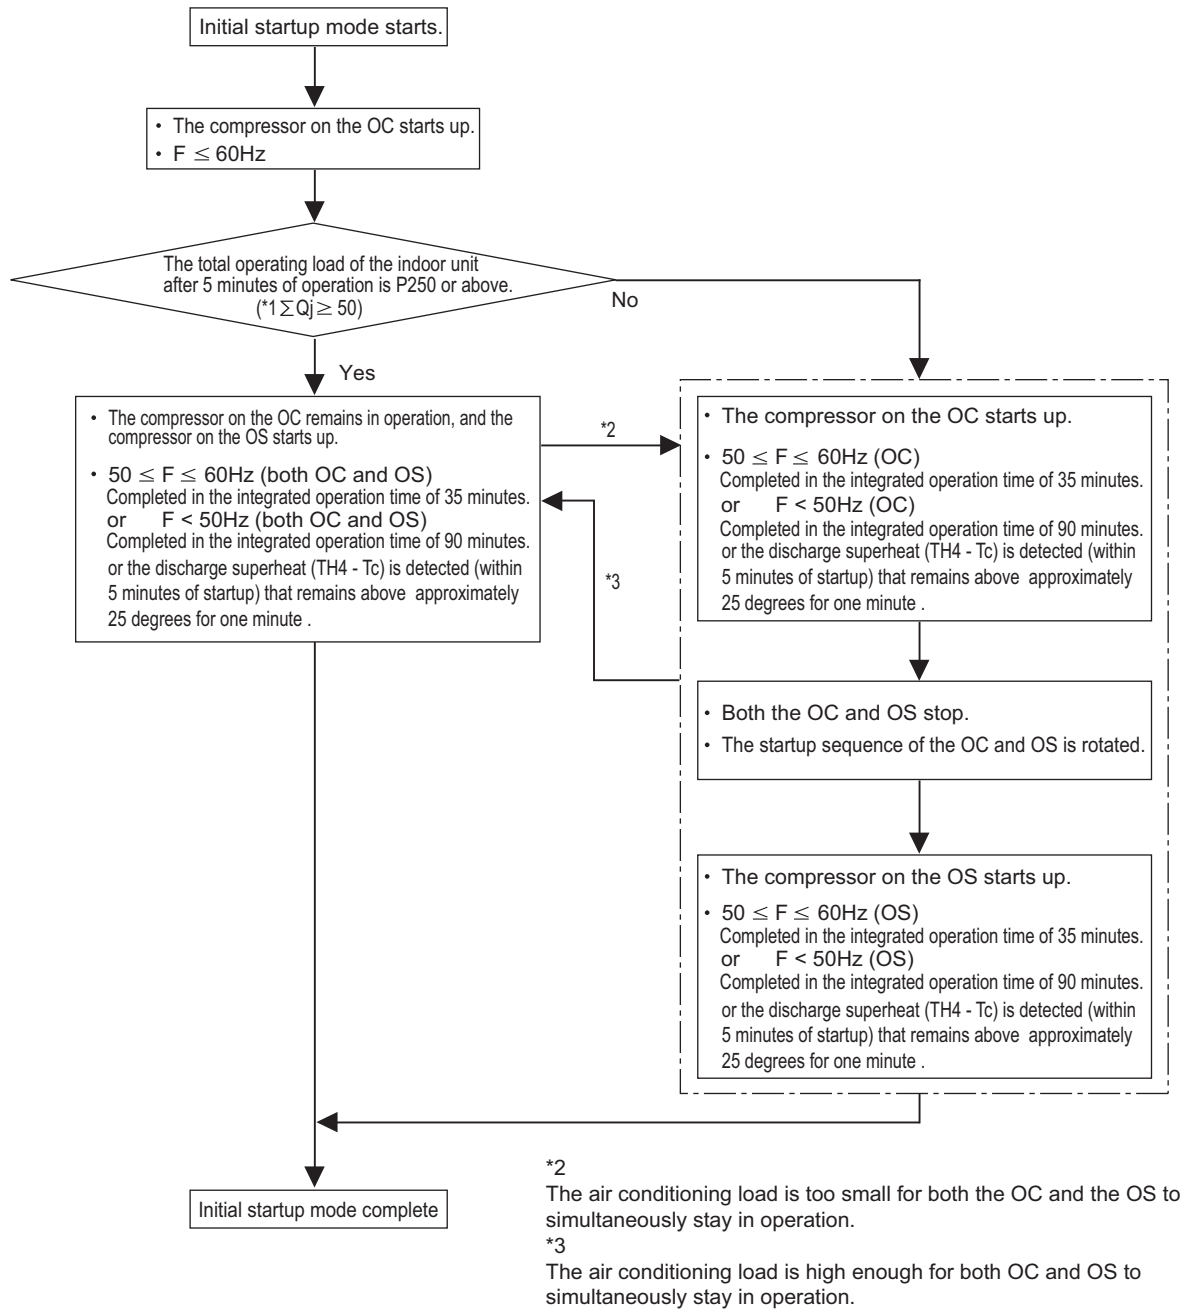 Initial startup mode starts.
• The compressor on the OC starts up.
• F ≤ 60Hz
The total operating load of the indoor unit
after 5 minutes of operation is P250 or above.
(*1∑Qj≥ 50)
No
Yes
• The compressor on the OC remains in operation, and the
compressor on the OS starts up.
• 50 ≤ F ≤ 60Hz (both OC and OS)
Completed in the integrated operation time of 35 minutes.
or F < 50Hz (both OC and OS)
Completed in the integrated operation time of 90 minutes.
or the discharge superheat (TH4 - Tc) is detected (within
5 minutes of startup) that remains above approximately
25 degrees for one minute .
*2
*3
• The compressor on the OC starts up.
• 50 ≤ F ≤ 60Hz (OC)
Completed in the integrated operation time of 35 minutes.
or F < 50Hz (OC)
Completed in the integrated operation time of 90 minutes.
or the discharge superheat (TH4 - Tc) is detected (within
5 minutes of startup) that remains above approximately
25 degrees for one minute .
• Both the OC and OS stop.
• The startup sequence of the OC and OS is rotated.
• The compressor on the OS starts up.
• 50 ≤ F ≤ 60Hz (OS)
Completed in the integrated operation time of 35 minutes.
or F < 50Hz (OS)
Completed in the integrated operation time of 90 minutes.
or the discharge superheat (TH4 - Tc) is detected (within
5 minutes of startup) that remains above approximately
25 degrees for one minute .
Initial startup mode complete
*2
The air conditioning load is too small for both the OC and the OS to
simultaneously stay in operation.
*3
The air conditioning load is high enough for both OC and OS to
simultaneously stay in operation.